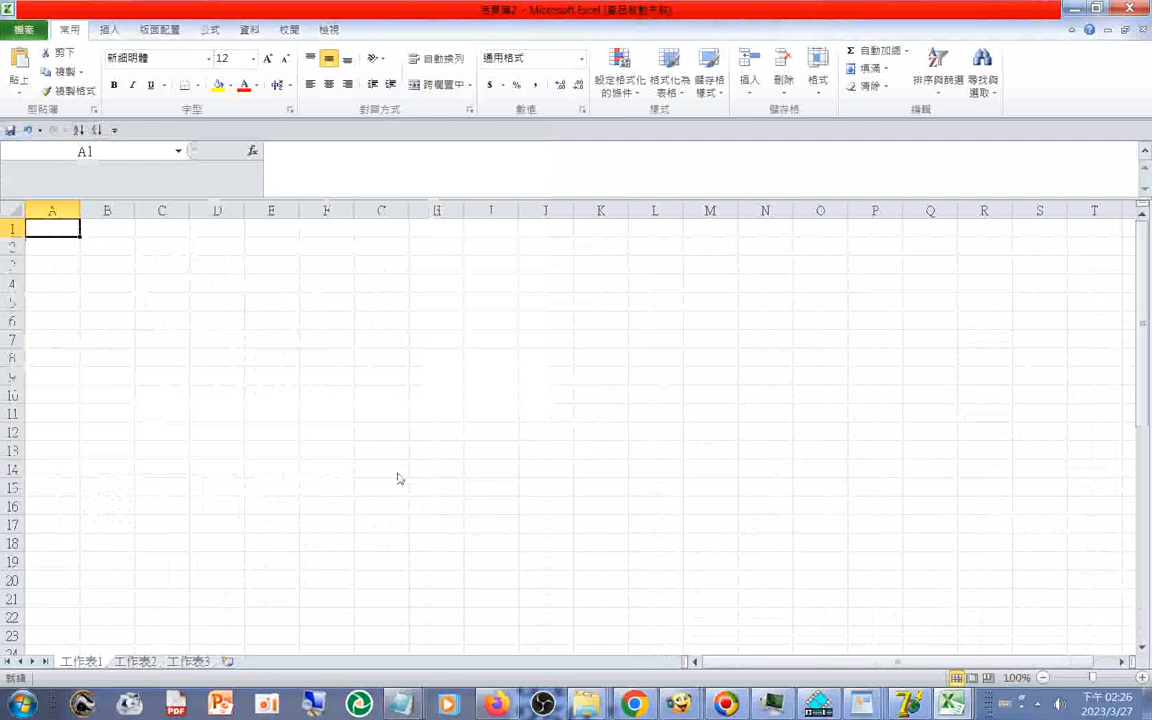 活頁簿2 - Microsoft Excel (產品啟動失敗)
檔案 常用 插入 版面配置 公式 資料 校閱 檢視
貼上 剪下 複製 複製格式 剪貼簿
新細明體 12 B I U A 字型
自動換列 跨欄置中 對齊方式
通用格式 $ % , 數值
設定格式化的條件 格式化為表格 儲存格樣式 樣式
插入 刪除 格式 儲存格
Σ 自動加總 填滿 清除 排序與篩選 尋找與選取 編輯
A1 fx
A B C D E F G H I J K L M N O P Q R S T
1
2
3
4
5
6
7
8
9
10
11
12
13
14
15
16
17
18
19
20
21
22
23
24
工作表1 工作表2 工作表3
就緒 100%
PDF
下午 02:26
2023/3/27